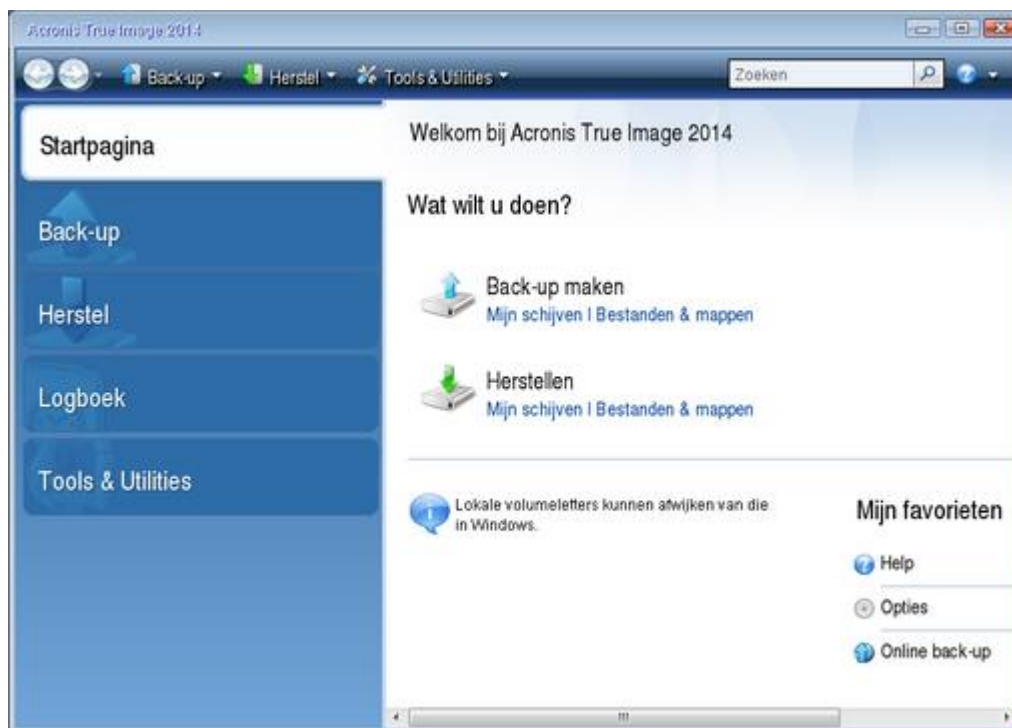 Acronis True Image 2014
Back-up Herstel Tools & Utilities Zoeken
Startpagina
Back-up
Herstel
Logboek
Tools & Utilities
Welkom bij Acronis True Image 2014
Wat wilt u doen?
Back-up maken
Mijn schijven | Bestanden & mappen
Herstellen
Mijn schijven | Bestanden & mappen
Lokale volumeletters kunnen afwijken van die
in Windows.
Mijn favorieten
Help
Opties
Online back-up